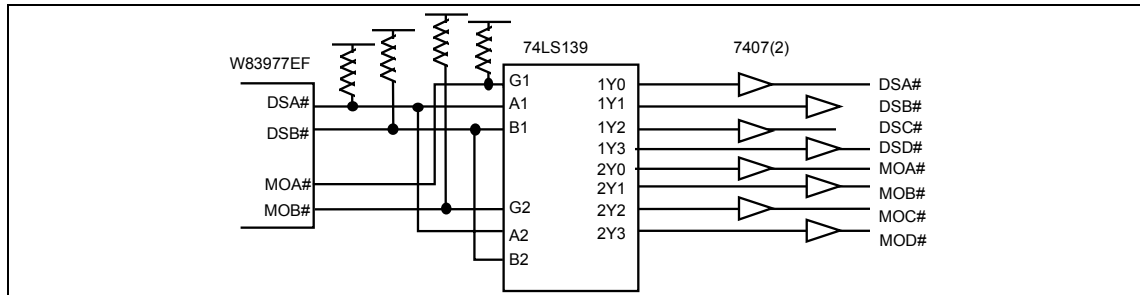 74LS139
7407(2)
W83977EF
G1
1Y0
DSA#
DSA#
A1
1Y1
DSB#
DSB#
B1
1Y2
DSC#
1Y3
DSD#
2Y0
MOA#
MOA#
2Y1
MOB#
MOB#
G2
2Y2
MOC#
A2
2Y3
MOD#
B2